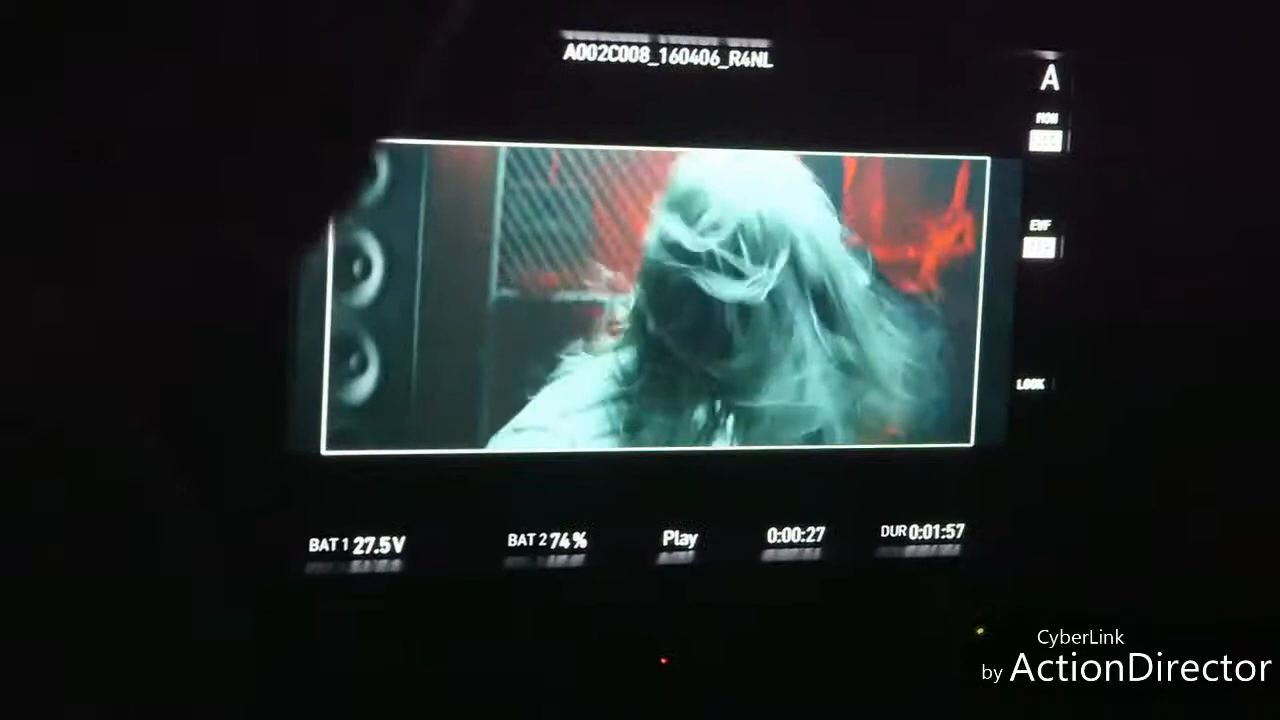 A002C008_160406_R4NL
A
MON
EVF
LOOK
BAT 1 27.5V
BAT 2 74%
Play
0:00:27
DUR 0:01:57
CyberLink
by ActionDirector